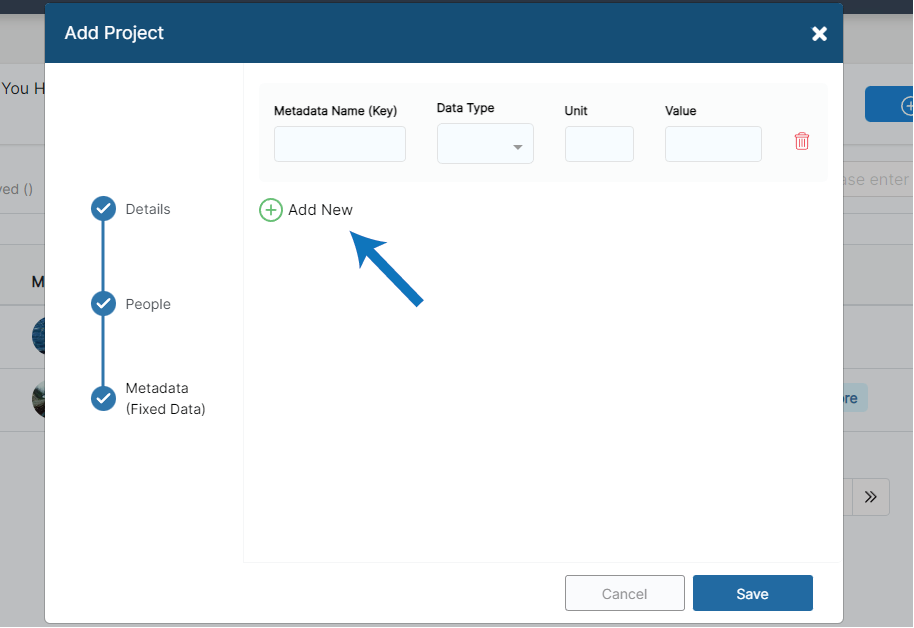 Add Project
You H
Metadata Name (Key)
Data Type
Unit
Value
ase enter
ved ()
Details
Add New
M
People
Metadata
(Fixed Data)
ore
Cancel
Save